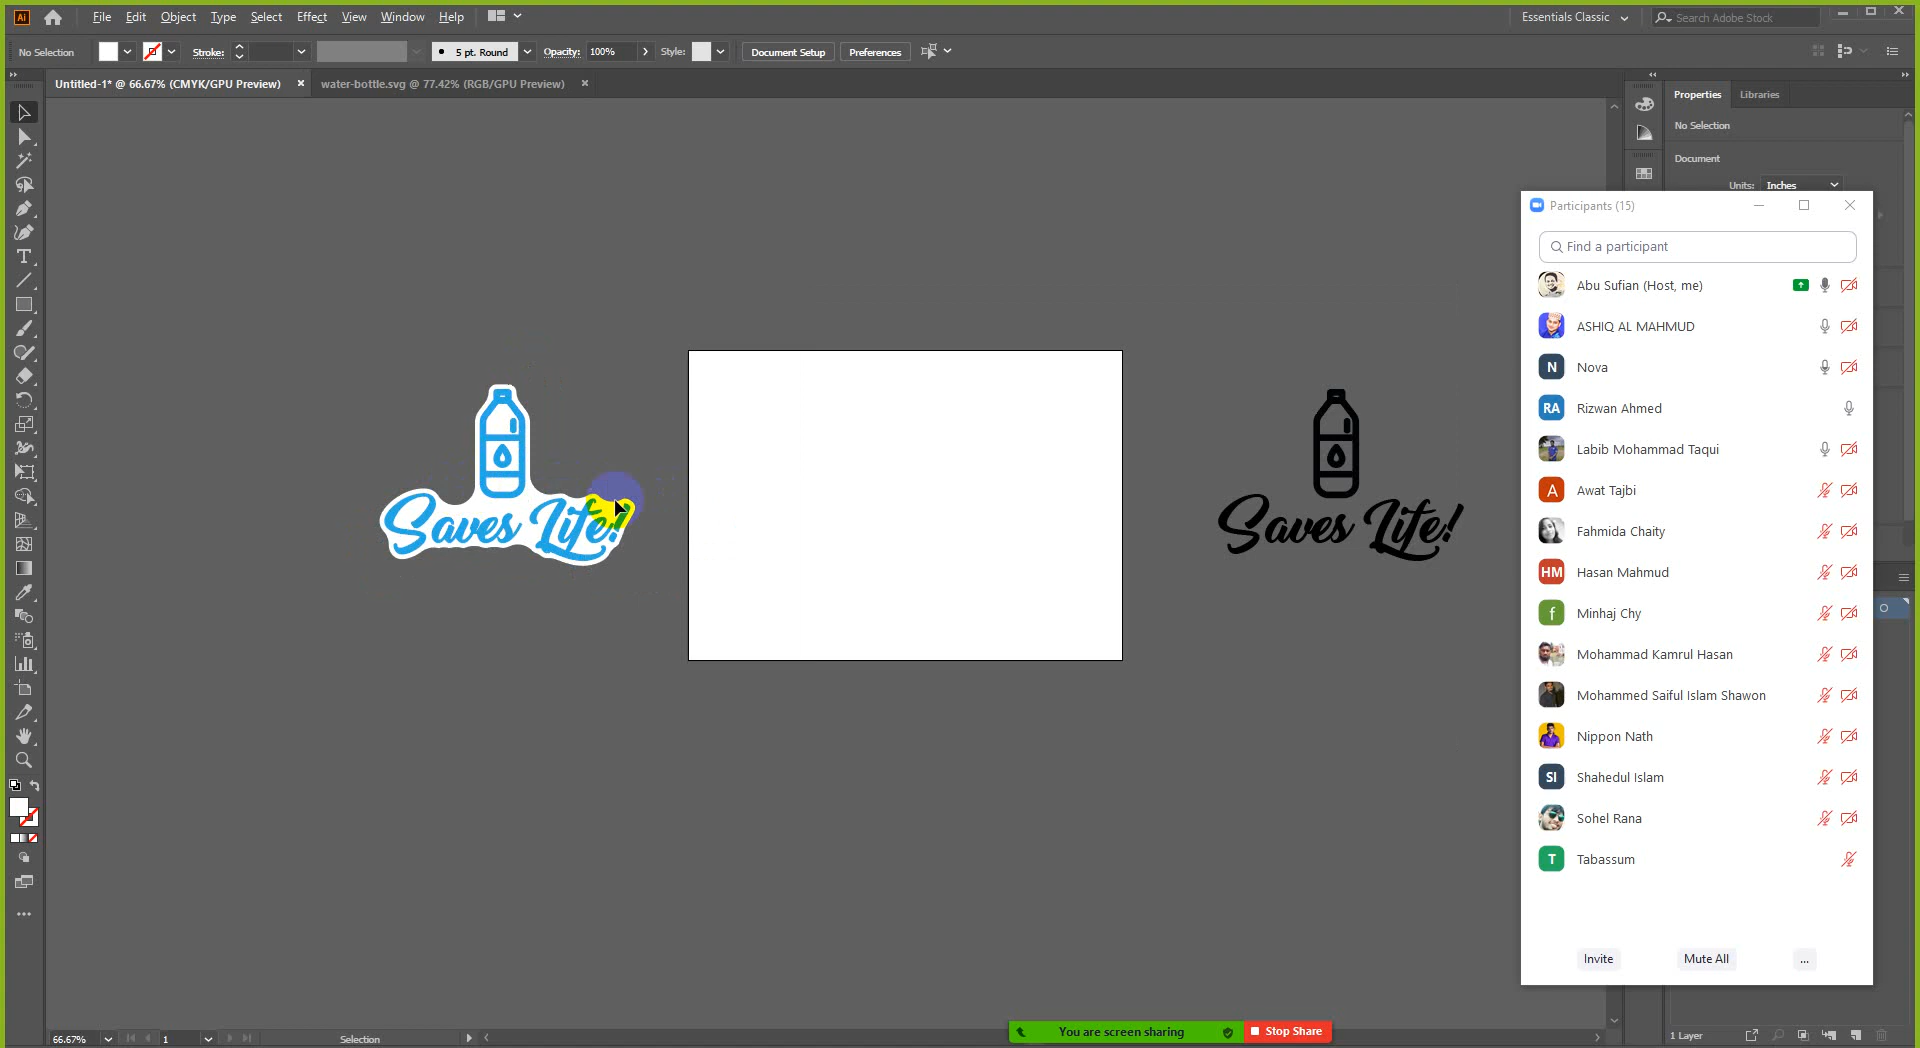 Ai File Edit Object Type Select Effect View Window Help
Essentials Classic
Search Adobe Stock
No Selection
Stroke:
5 pt. Round
Opacity: 100%
Style:
Document Setup
Preferences
Untitled-1* @ 66.67% (CMYK/GPU Preview)
water-bottle.svg @ 77.42% (RGB/GPU Preview)
Properties Libraries
No Selection
Document
Units: Inches
Participants (15)
Find a participant
Abu Sufian (Host, me)
ASHIQ AL MAHMUD
N Nova
RA Rizwan Ahmed
Labib Mohammad Taqui
A Awat Tajbi
Fahmida Chaity
HM Hasan Mahmud
f Minhaj Chy
Mohammad Kamrul Hasan
Mohammed Saiful Islam Shawon
Nippon Nath
SI Shahedul Islam
Sohel Rana
T Tabassum
Invite Mute All ...
Saves Life!
Saves Life!
66.67%
1
Selection
You are screen sharing
Stop Share
1 Layer